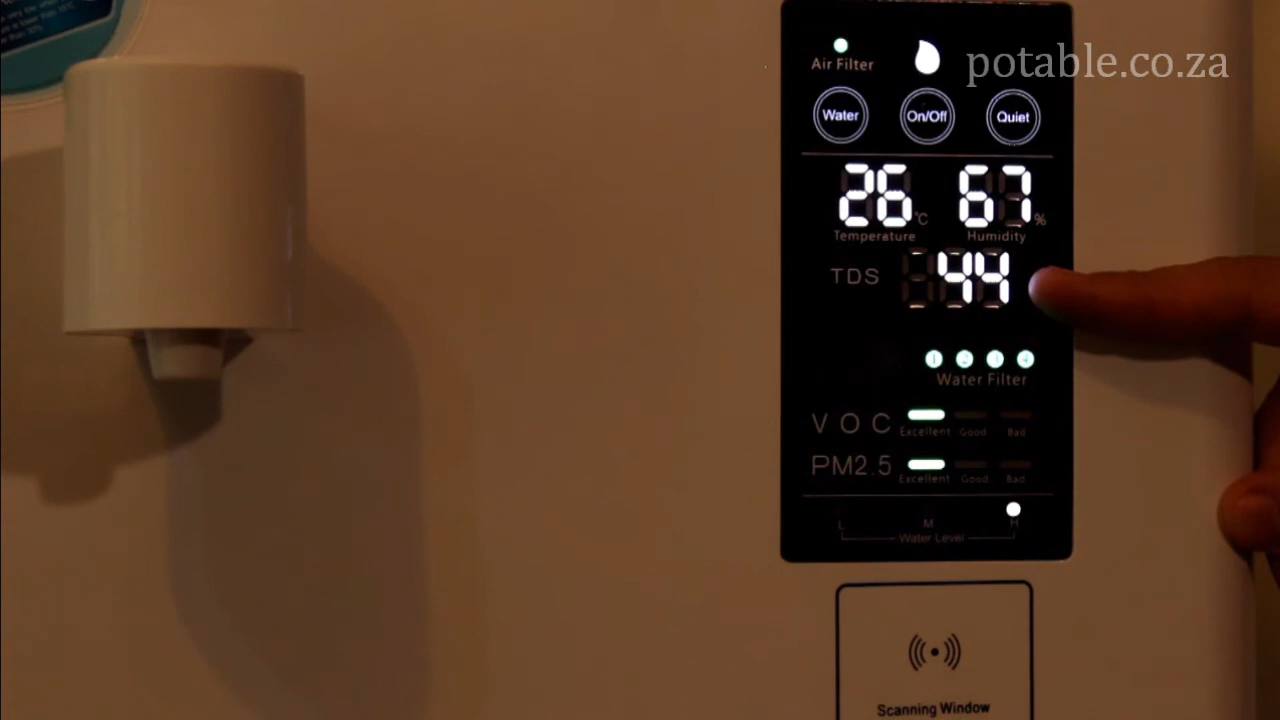 potable.co.za
Air Filter
Water On/Off Quiet
26 °C 67 %
Temperature Humidity
TDS 44
1 2 3 4
Water Filter
VOC Excellent Good Bad
PM2.5 Excellent Good Bad
L M H
Water Level
Scanning Window